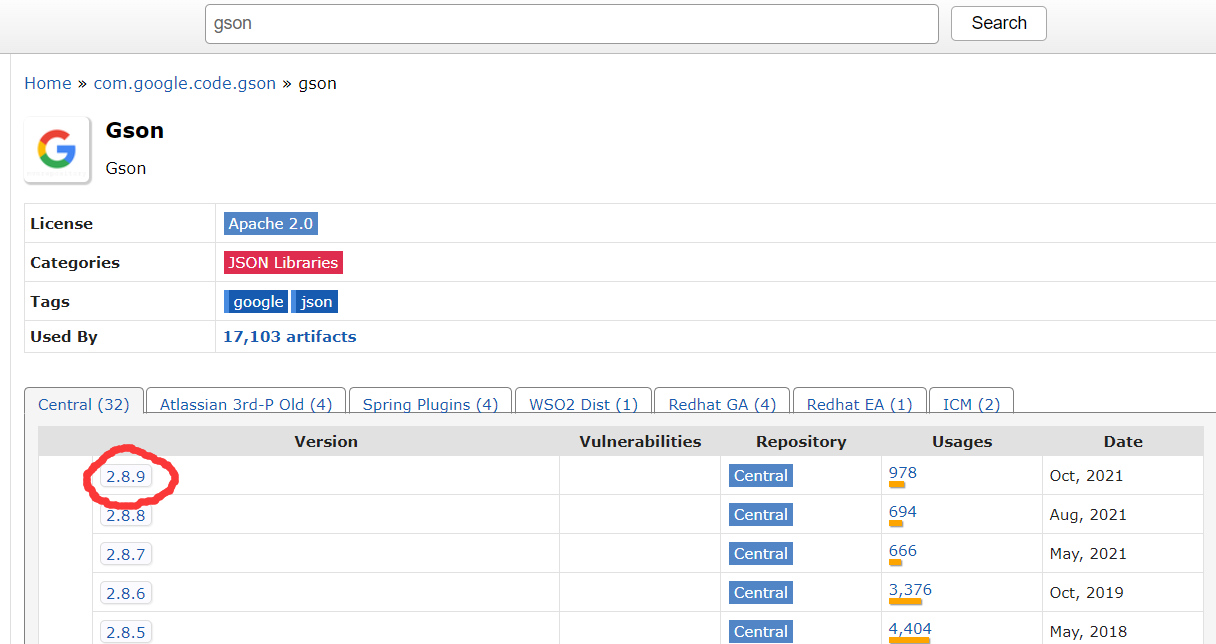 gson Search
Home » com.google.code.gson » gson
Gson
Gson
License Apache 2.0
Categories JSON Libraries
Tags google json
Used By 17,103 artifacts
Central (32) Atlassian 3rd-P Old (4) Spring Plugins (4) WSO2 Dist (1) Redhat GA (4) Redhat EA (1) ICM (2)
Version Vulnerabilities Repository Usages Date
2.8.9 Central 978 Oct, 2021
2.8.8 Central 694 Aug, 2021
2.8.7 Central 666 May, 2021
2.8.6 Central 3,376 Oct, 2019
2.8.5 Central 4,404 May, 2018